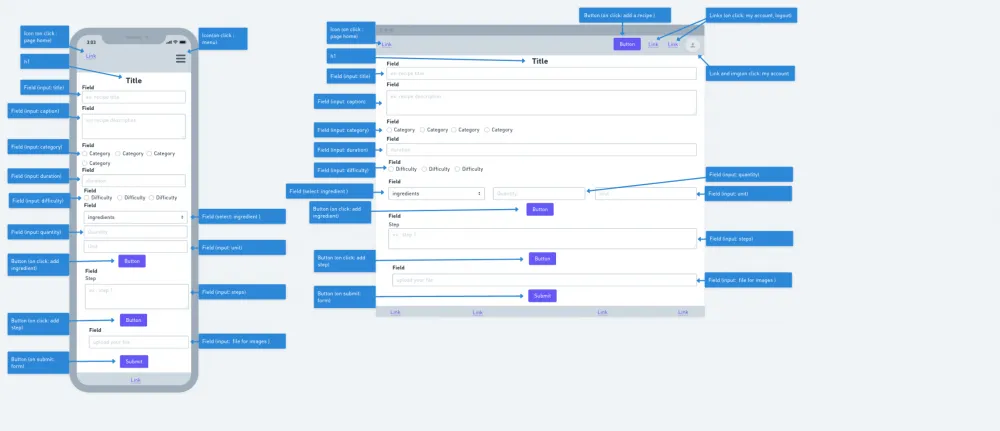 Icon (on click :
page home)
h1
Field (input: title)
Field (input: caption)
Field (input: category)
Field (input: duration)
Field (input: difficulty)
Field (input: quantity)
Button (on click: add
ingredient)
Button (on click: add
step)
Button (on submit:
form)
3:03
Link
Title
Field
ex: recipe title
Field
ex: recipe description
Field
Category
Category
Category
Category
Field
duration
Field
Difficulty
Difficulty
Difficulty
Field
ingredients
Quantity
Unit
Button
Field
Step
ex: step 1
Button
Field
upload your file
Submit
Link
Icon(on click :
menu)
Field (select: ingredient )
Field (input: unit)
Field (input: steps)
Field (input: file for images )
Icon (on click :
page home)
h1
Field (input: title)
Field (input: caption)
Field (input: category)
Field (input: duration)
Field (input: difficulty)
Field (select: ingredient )
Button (on click: add
ingredient)
Button (on click: add
step)
Button (on submit:
form)
Button (on click: add a recipe )
Links (on click: my account, logout)
Link
Button
Link
Link
Title
Field
ex: recipe title
Field
ex: recipe description
Field
Category
Category
Category
Category
Field
duration
Field
Difficulty
Difficulty
Difficulty
Field
ingredients
Quantity
Unit
Button
Field
Step
ex: step 1
Button
Field
upload your file
Submit
Link
Link
Link
Link
Link and img(on click: my account
Field (input: quantity)
Field (input: unit)
Field (input: steps)
Field (input: file for images )